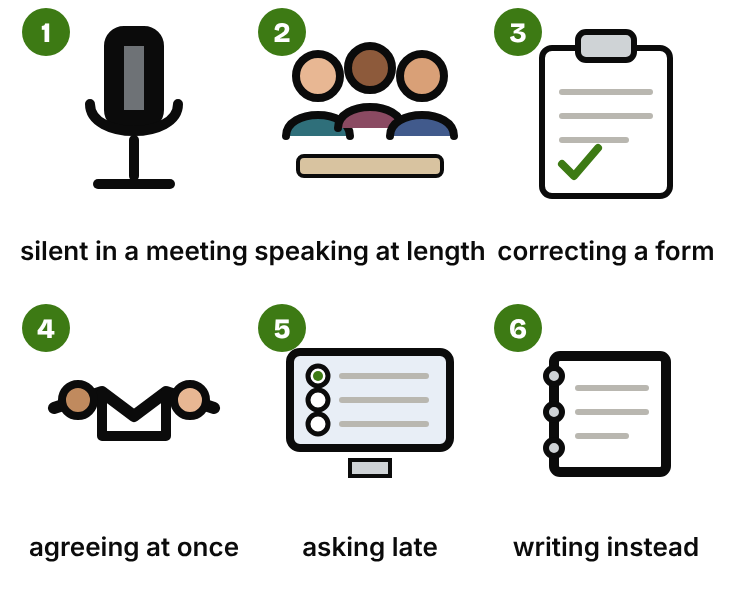 1
2
3
silent in a meeting
speaking at length
correcting a form
4
5
6
agreeing at once
asking late
writing instead